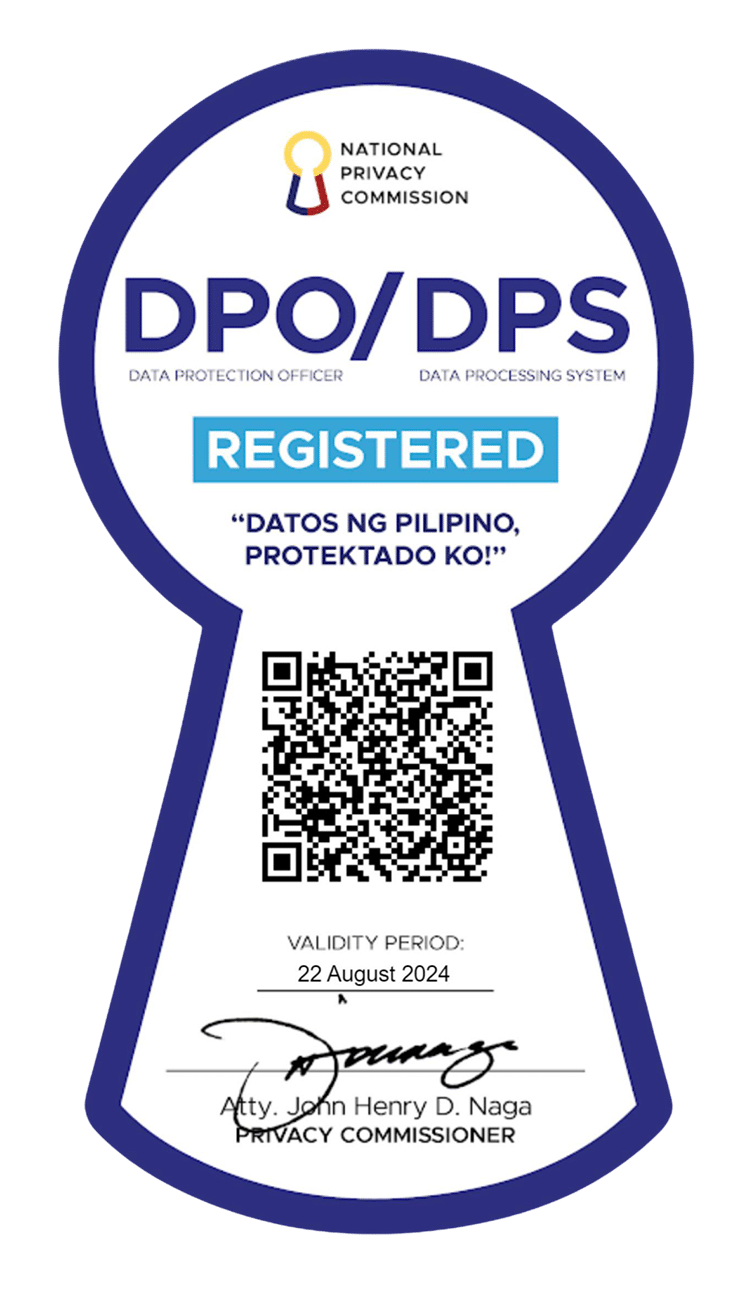 NATIONAL
PRIVACY
COMMISSION
DPO/DPS
DATA PROTECTION OFFICER DATA PROCESSING SYSTEM
REGISTERED
“DATOS NG PILIPINO,
PROTEKTADO KO!”
VALIDITY PERIOD:
22 August 2024
Atty. John Henry D. Naga
PRIVACY COMMISSIONER